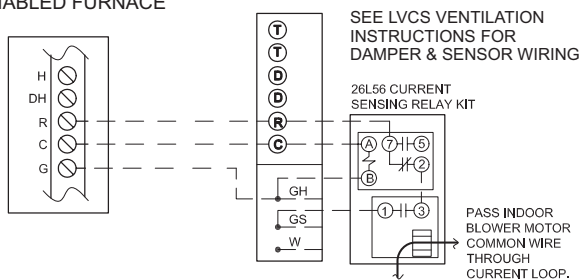 ABLED FURNACE
SEE LVCS VENTILATION
INSTRUCTIONS FOR
DAMPER & SENSOR WIRING
H
DH
R
C
G
T
T
D
D
R
C
GH
GS
W
26L56 CURRENT
SENSING RELAY KIT
A
7
5
2
B
1
3
PASS INDOOR
BLOWER MOTOR
COMMON WIRE
THROUGH
CURRENT LOOP.